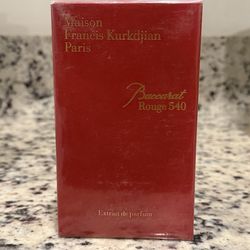 Maison
Francis Kurkdjian
Paris
Baccarat
Rouge 540
Extrait de parfum